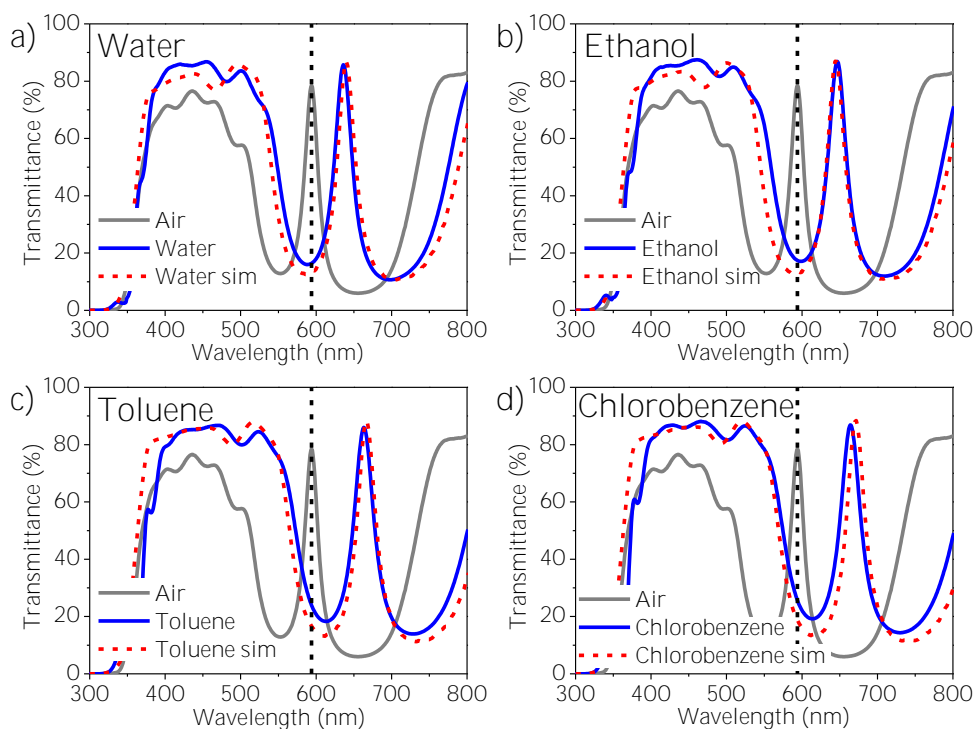 a)
Water
Transmittance (%)
100
80
60
40
20
0
Air
Water
Water sim
300 400 500 600 700 800
Wavelength (nm)
b)
Ethanol
Transmittance (%)
100
80
60
40
20
0
Air
Ethanol
Ethanol sim
300 400 500 600 700 800
Wavelength (nm)
c)
Toluene
Transmittance (%)
100
80
60
40
20
0
Air
Toluene
Toluene sim
300 400 500 600 700 800
Wavelength (nm)
d)
Chlorobenzene
Transmittance (%)
100
80
60
40
20
0
Air
Chlorobenzene
Chlorobenzene sim
300 400 500 600 700 800
Wavelength (nm)